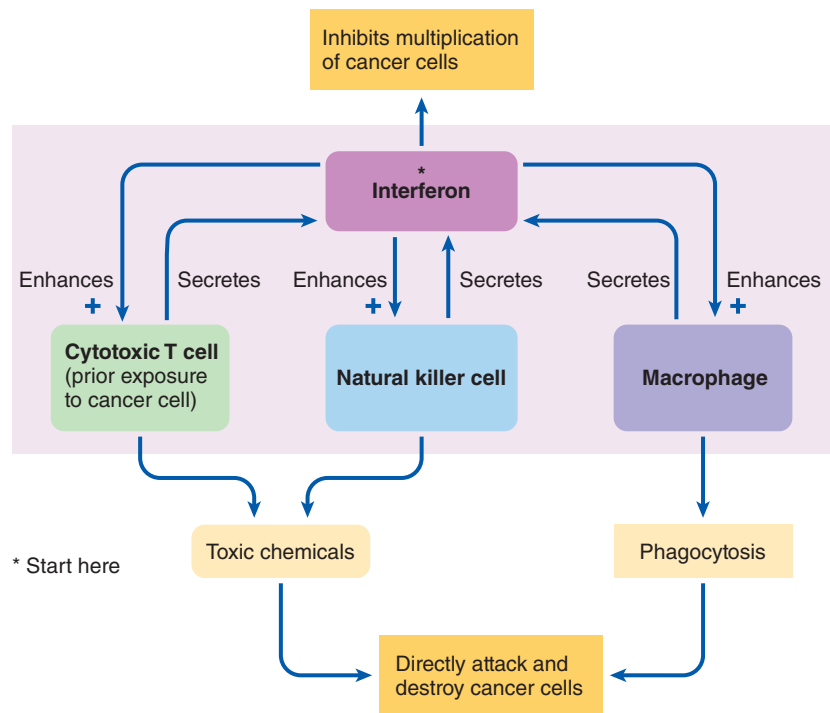 Inhibits multiplication
of cancer cells
*
Interferon
Enhances
+
Secretes
Enhances
+
Secretes
Secretes
Enhances
+
Cytotoxic T cell
(prior exposure
to cancer cell)
Natural killer cell
Macrophage
Toxic chemicals
Phagocytosis
* Start here
Directly attack and
destroy cancer cells